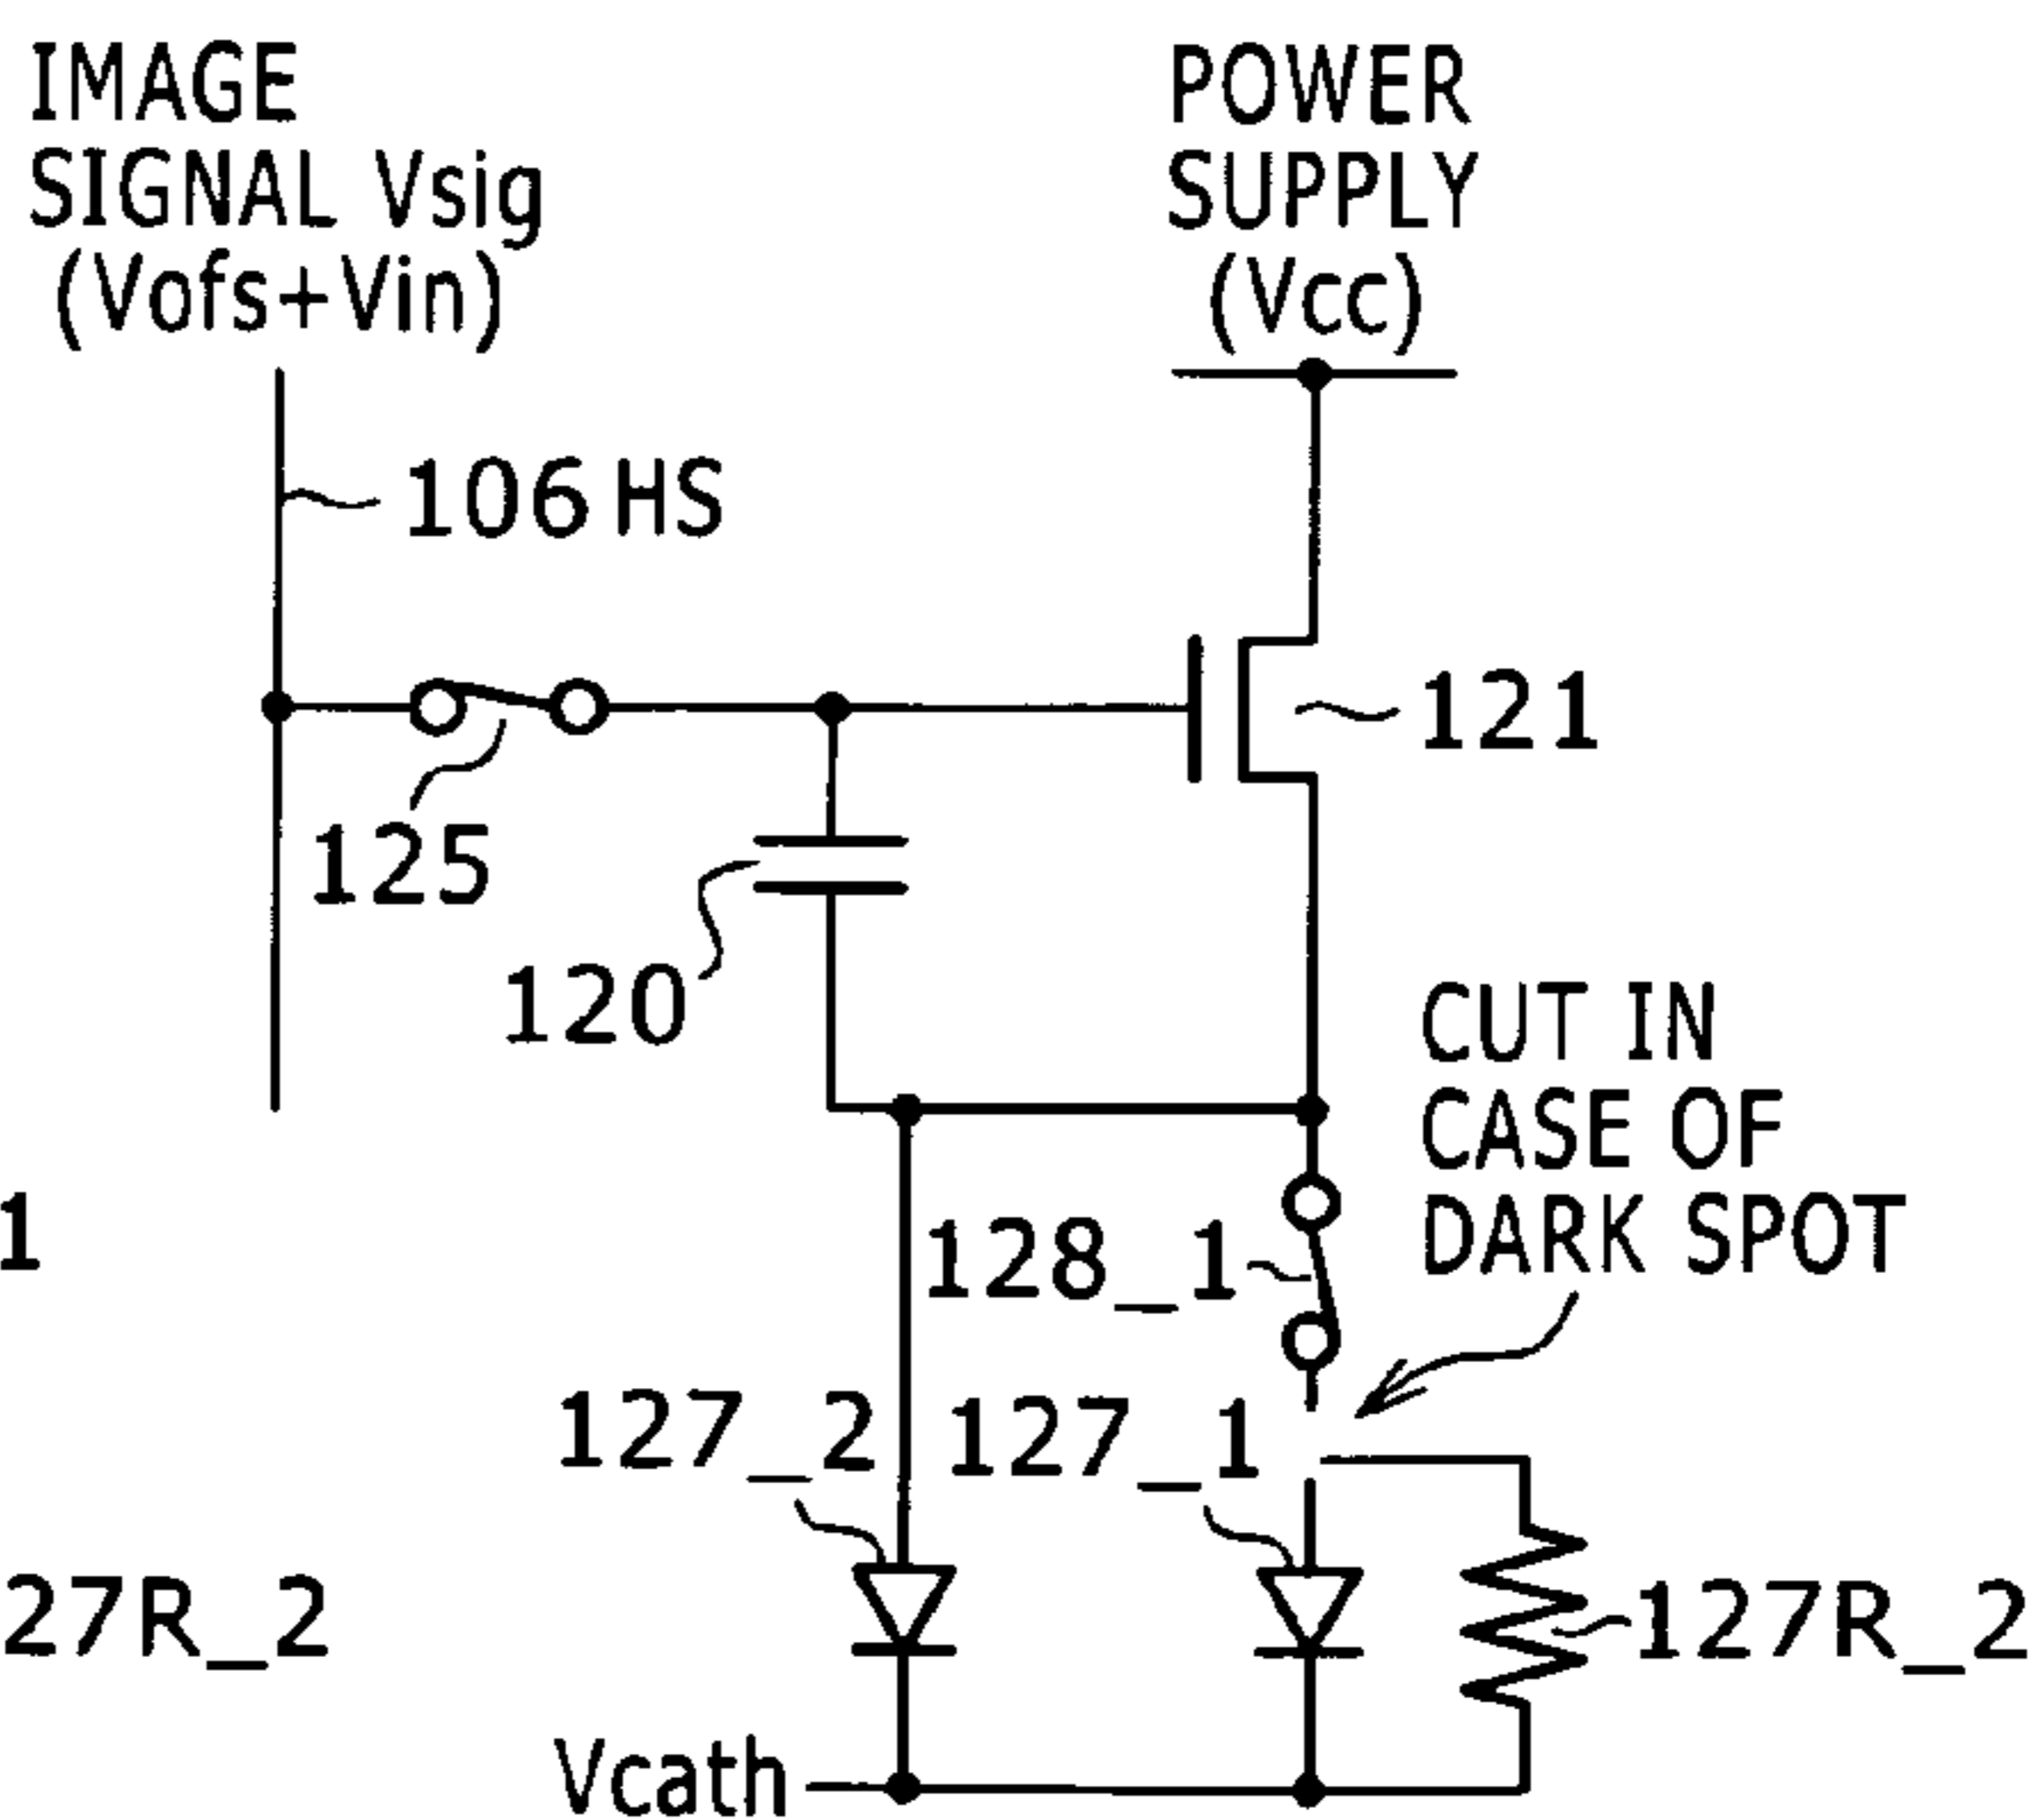 IMAGE
SIGNAL Vsig
(Vofs+Vin)
POWER
SUPPLY
(Vcc)
106 HS
121
125
120
CUT IN
CASE OF
DARK SPOT
1
128_1
127_2
127_1
27R_2
127R_2
Vcath